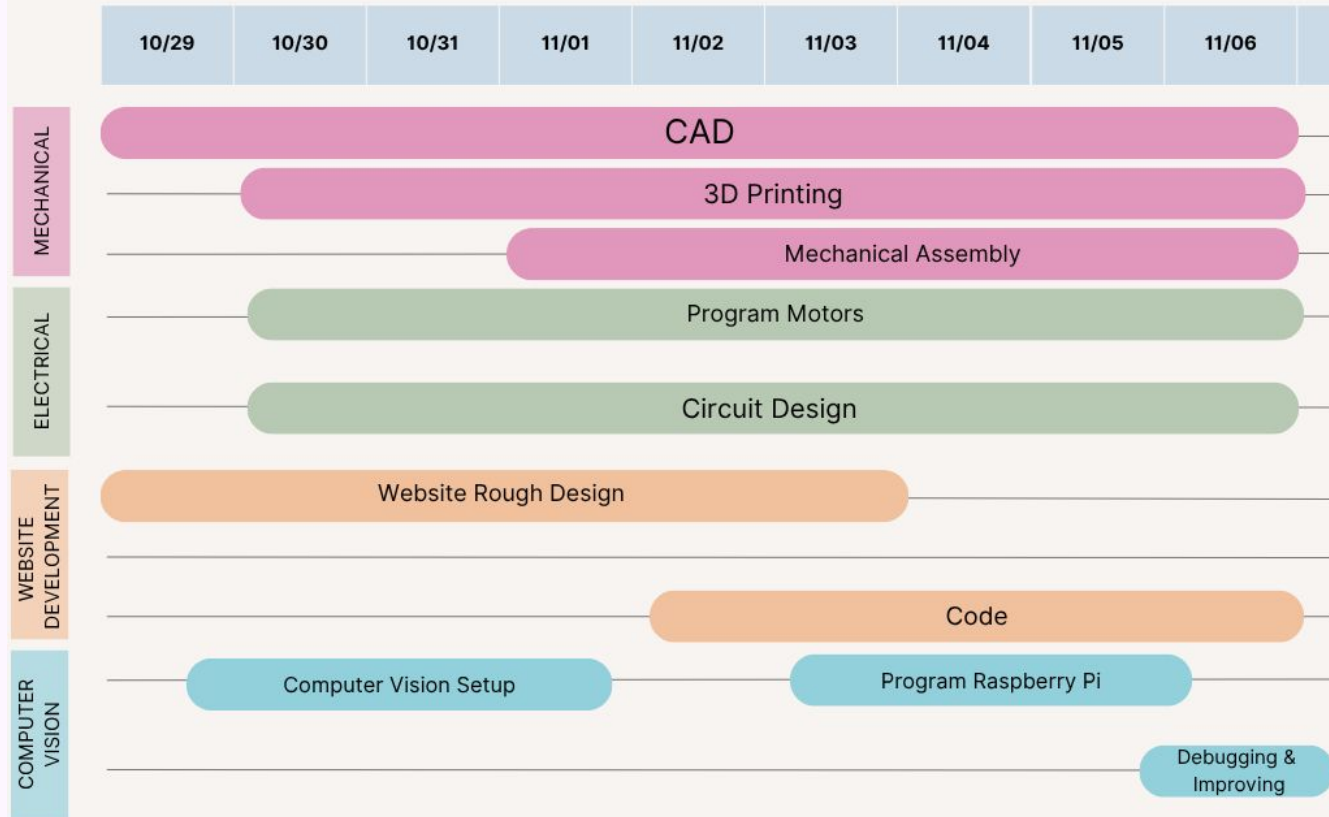 10/29 10/30 10/31 11/01 11/02 11/03 11/04 11/05 11/06
MECHANICAL
CAD
3D Printing
Mechanical Assembly
ELECTRICAL
Program Motors
Circuit Design
WEBSITE
DEVELOPMENT
Website Rough Design
Code
COMPUTER
VISION
Computer Vision Setup
Program Raspberry Pi
Debugging &
Improving